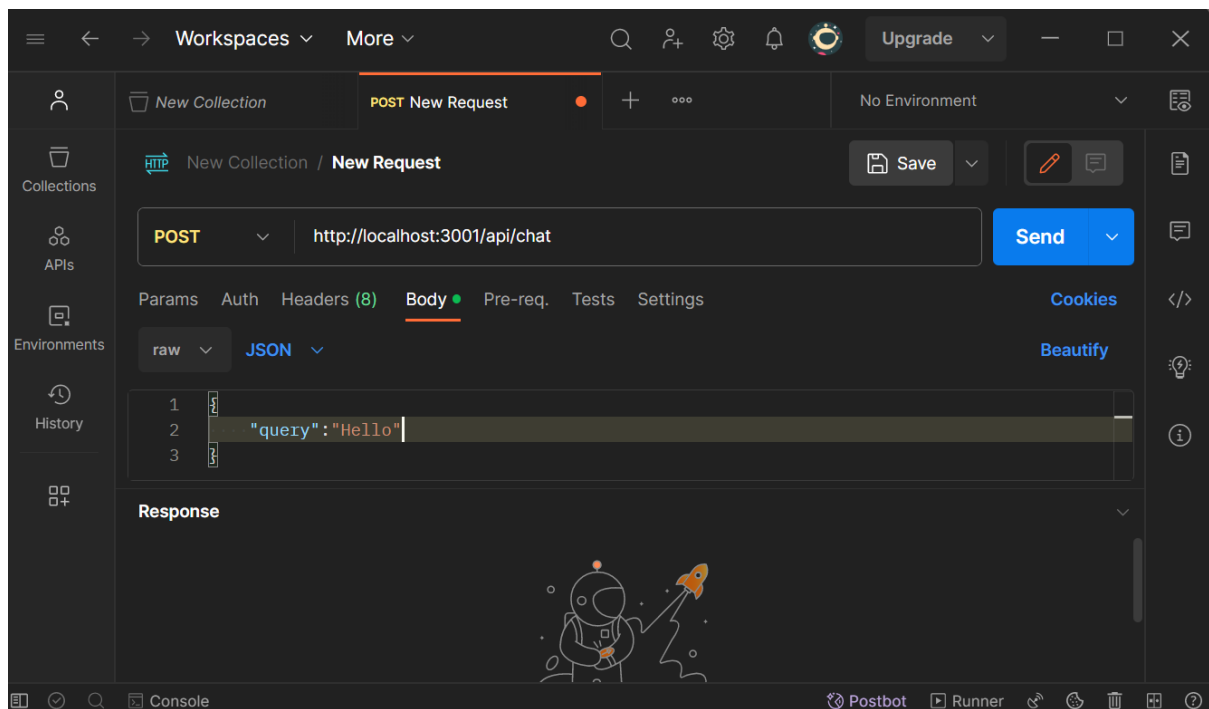 Workspaces More Upgrade
New Collection POST New Request No Environment
HTTP New Collection / New Request Save
Collections
POST http://localhost:3001/api/chat Send
APIs
Params Auth Headers (8) Body Pre-req. Tests Settings Cookies
Environments
raw JSON Beautify
History
1 {
2 "query":"Hello"
3 }
Response
Console Postbot Runner